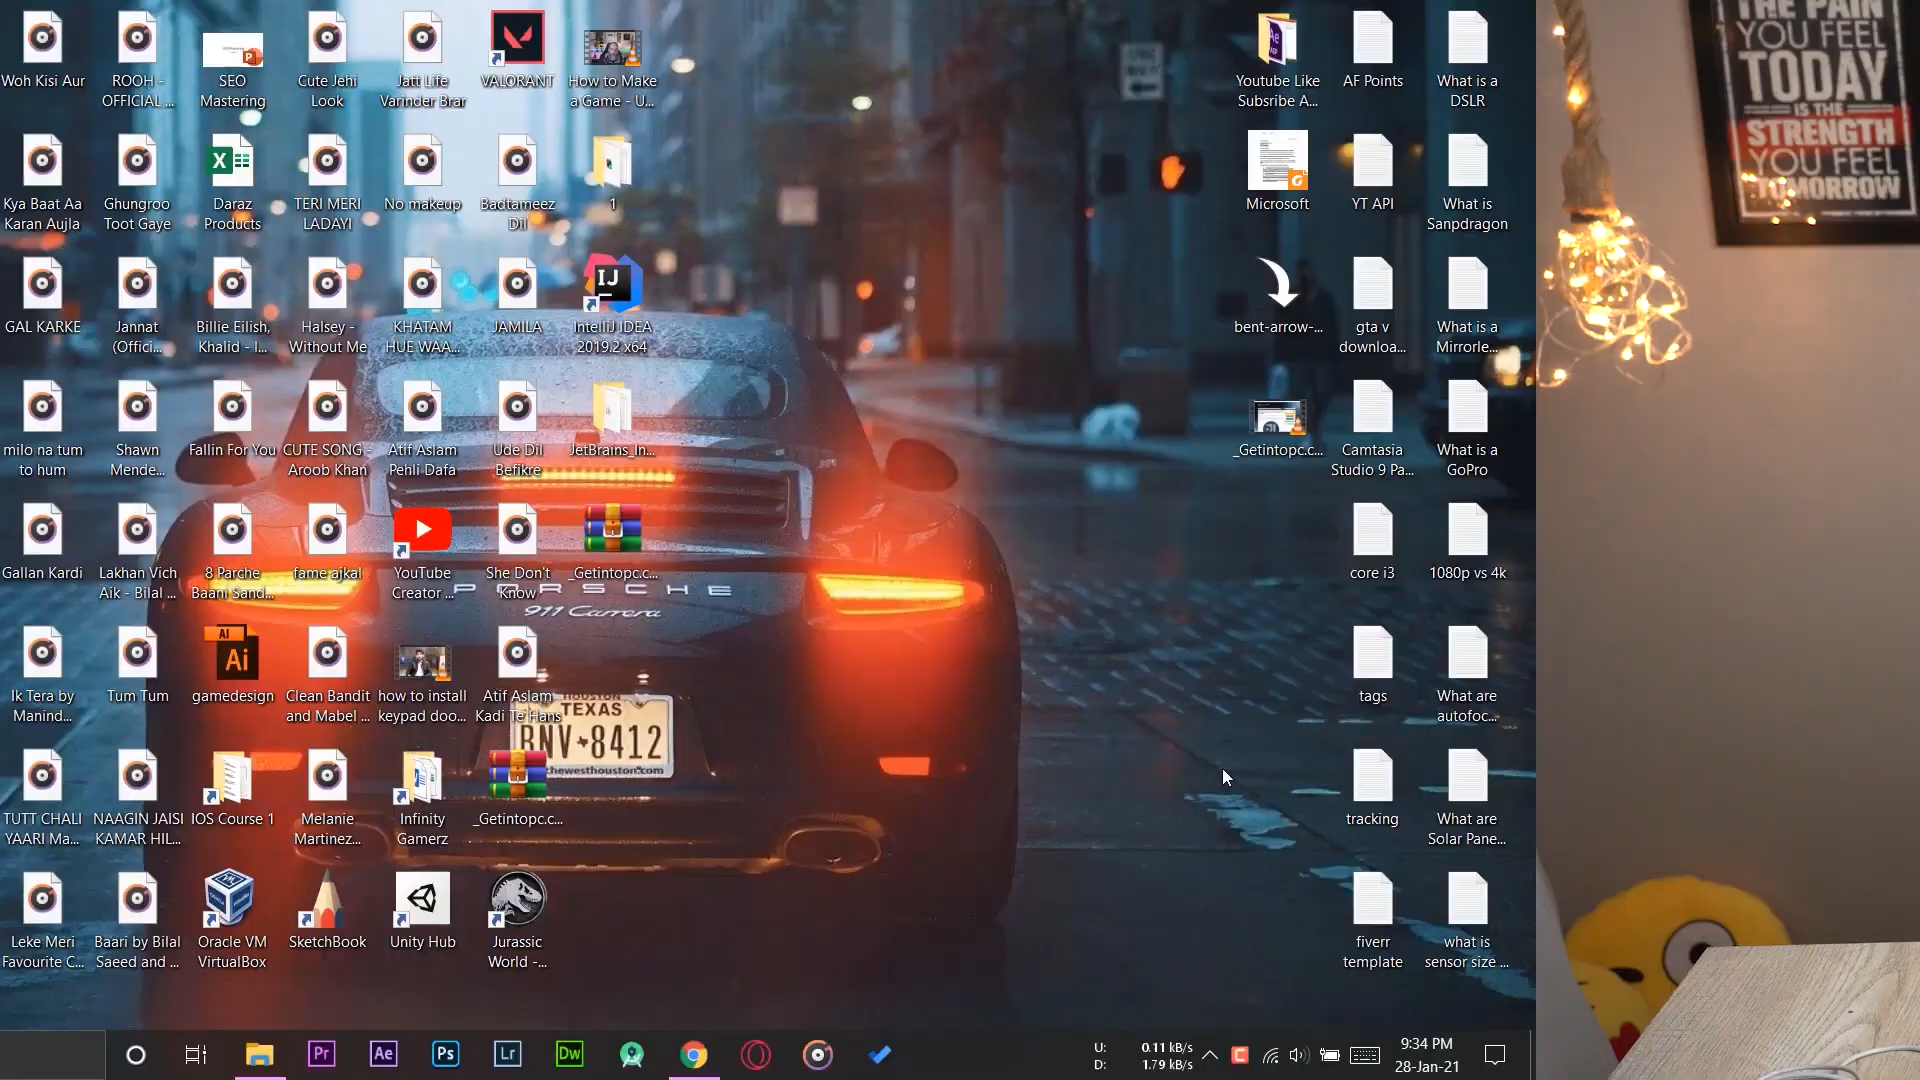 Woh Kisi Aur
ROOH -
OFFICIAL ...
SEO
Mastering
Cute Jehi
Look
Jatt Life
Varinder Brar
VALORANT
How to Make
a Game - U...
Youtube Like
Subsribe A...
AF Points
What is a
DSLR
Kya Baat Aa
Karan Aujla
Ghungroo
Toot Gaye
Daraz
Products
TERI MERI
LADAYI
No makeup
Badtameez
Dil
1
Microsoft
YT API
What is
Sanpdragon
GAL KARKE
Jannat
(Offici...
Billie Eilish,
Khalid - l...
Halsey -
Without Me
KHATAM
HUE WAA...
JAMILA
IJ
IntelliJ IDEA
2019.2 x64
bent-arrow-...
gta v
downloa...
What is a
Mirrorle...
milo na tum
to hum
Shawn
Mende...
Fallin For You
CUTE SONG -
Aroob Khan
Atif Aslam
Pehli Dafa
Ude Dil
Befikre
JetBrains_In...
_Getintopc.c...
Camtasia
Studio 9 Pa...
What is a
GoPro
Gallan Kardi
Lakhan Vich
Aik - Bilal ...
8 Parche
Baani Sand...
fame ajkal
YouTube
Creator ...
She Don't
Know
_Getintopc.c...
core i3
1080p vs 4k
PORSCHE
911 Carrera
Ik Tera by
Manind...
Tum Tum
Ai
gamedesign
Clean Bandit
and Mabel ...
how to install
keypad doo...
Atif Aslam
Kadi Te Hans
tags
What are
autofoc...
HOUSTON
TEXAS
BNV 8412
thewesthouston.com
TUTT CHALI
YAARI Ma...
NAAGIN JAISI
KAMAR HIL...
IOS Course 1
Melanie
Martinez...
Infinity
Gamerz
_Getintopc.c...
tracking
What are
Solar Pane...
Leke Meri
Favourite C...
Baari by Bilal
Saeed and ...
Oracle VM
VirtualBox
SketchBook
Unity Hub
Jurassic
World -...
fiverr
template
what is
sensor size ...
Pr
Ae
Ps
Lr
Dw
U: 0.11 kB/s
D: 1.79 kB/s
9:34 PM
28-Jan-21
THE PAIN
YOU FEEL
TODAY
IS THE
STRENGTH
YOU FEEL
TOMORROW